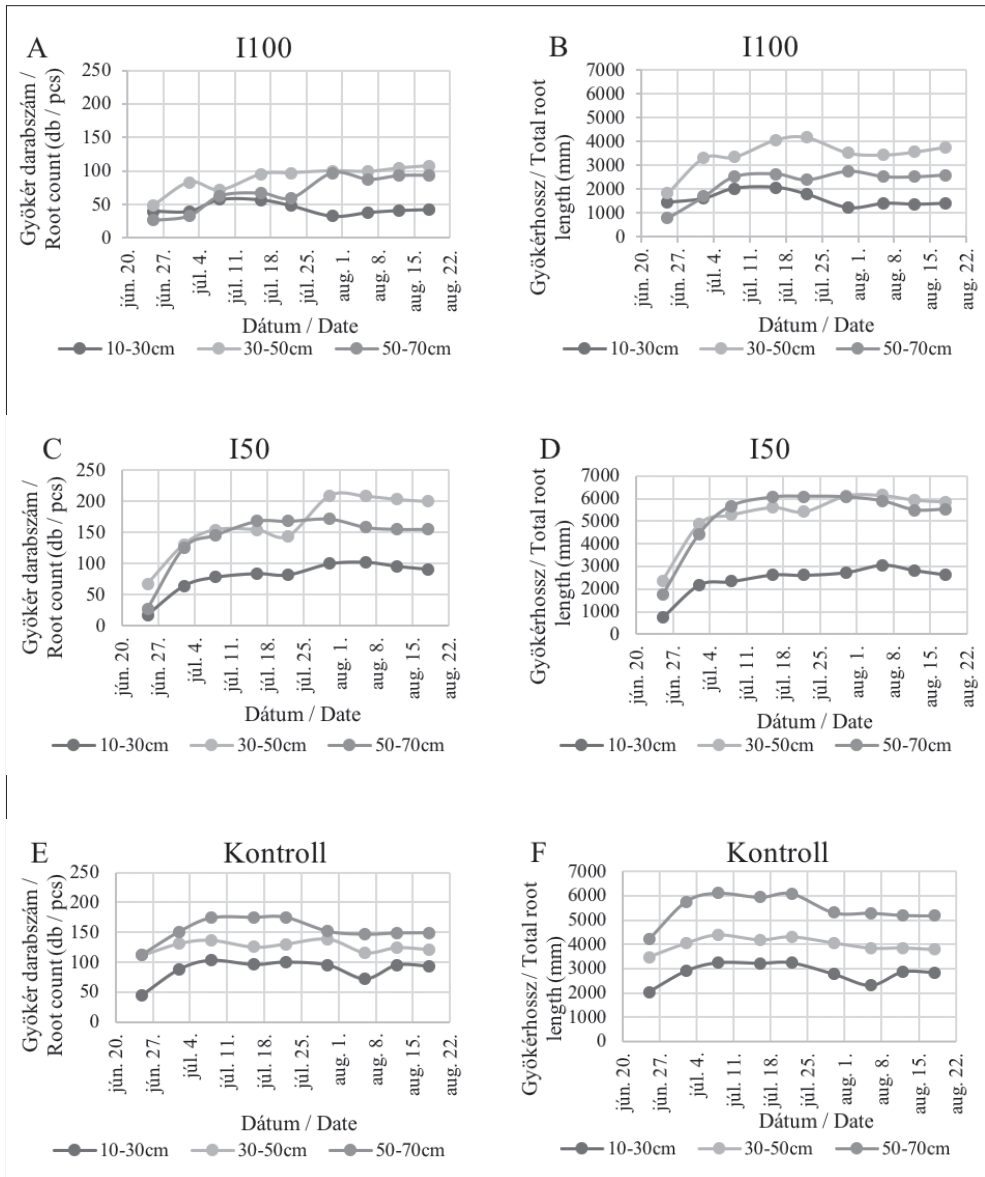 A
I100
Gyökér darabszám /
Root count (db / pcs)
250
200
150
100
50
0
jún. 20.
jún. 27.
júl. 4.
júl. 11.
júl. 18.
júl. 25.
aug. 1.
aug. 8.
aug. 15.
aug. 22.
Dátum / Date
10-30cm 30-50cm 50-70cm
B
I100
Gyökérhossz / Total root
length (mm)
7000
6000
5000
4000
3000
2000
1000
0
jún. 20.
jún. 27.
júl. 4.
júl. 11.
júl. 18.
júl. 25.
aug. 1.
aug. 8.
aug. 15.
aug. 22.
Dátum / Date
10-30cm 30-50cm 50-70cm
C
I50
Gyökér darabszám /
Root count (db / pcs)
250
200
150
100
50
0
jún. 20.
jún. 27.
júl. 4.
júl. 11.
júl. 18.
júl. 25.
aug. 1.
aug. 8.
aug. 15.
aug. 22.
Dátum / Date
10-30cm 30-50cm 50-70cm
D
I50
Gyökérhossz / Total root
length (mm)
7000
6000
5000
4000
3000
2000
1000
0
jún. 20.
jún. 27.
júl. 4.
júl. 11.
júl. 18.
júl. 25.
aug. 1.
aug. 8.
aug. 15.
aug. 22.
Dátum / Date
10-30cm 30-50cm 50-70cm
E
Kontroll
Gyökér darabszám /
Root count (db / pcs)
250
200
150
100
50
0
jún. 20.
jún. 27.
júl. 4.
júl. 11.
júl. 18.
júl. 25.
aug. 1.
aug. 8.
aug. 15.
aug. 22.
Dátum / Date
10-30cm 30-50cm 50-70cm
F
Kontroll
Gyökérhossz / Total root
length (mm)
7000
6000
5000
4000
3000
2000
1000
0
jún. 20.
jún. 27.
júl. 4.
júl. 11.
júl. 18.
júl. 25.
aug. 1.
aug. 8.
aug. 15.
aug. 22.
Dátum / Date
10-30cm 30-50cm 50-70cm